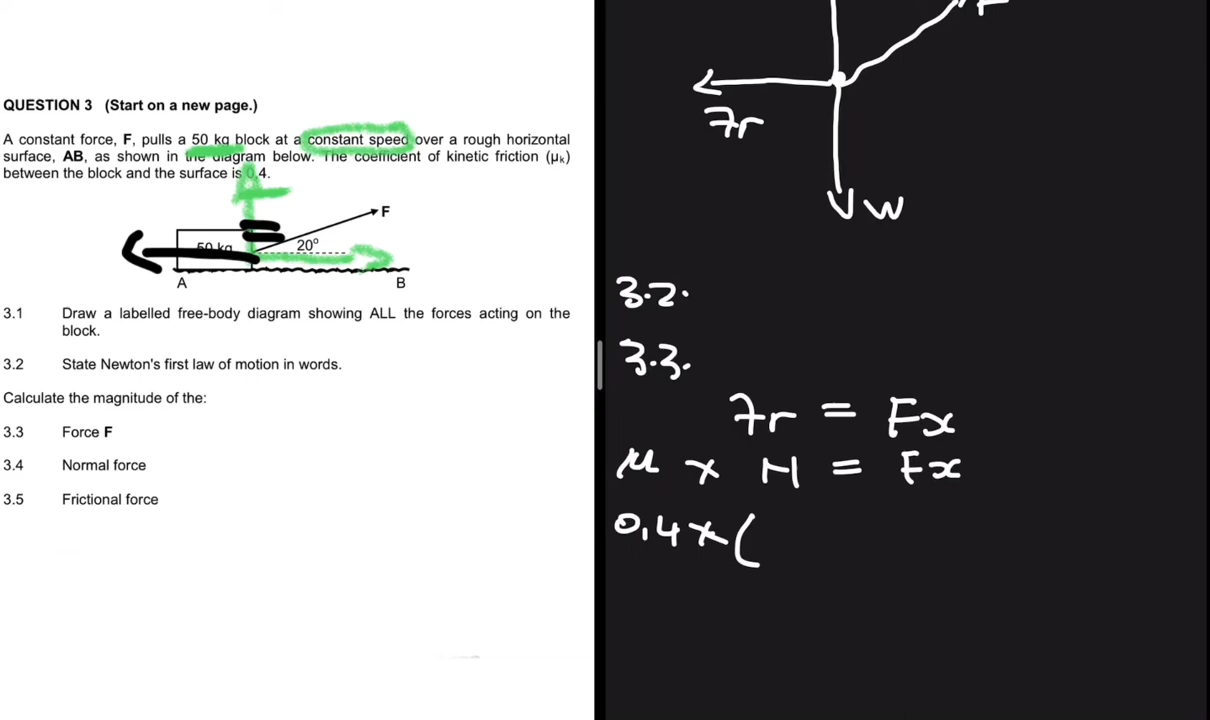 QUESTION 3 (Start on a new page.)
A constant force, F, pulls a 50 kg block at a constant speed over a rough horizontal
surface, AB, as shown in the diagram below. The coefficient of kinetic friction (μₖ)
between the block and the surface is 0,4.
F
50 kg
20°
A
B
3.1 Draw a labelled free-body diagram showing ALL the forces acting on the
block.
3.2 State Newton's first law of motion in words.
Calculate the magnitude of the:
3.3 Force F
3.4 Normal force
3.5 Frictional force
F
fr
W
3.2.
3.3.
fr = Fx
μ × N = Fx
0,4 × (